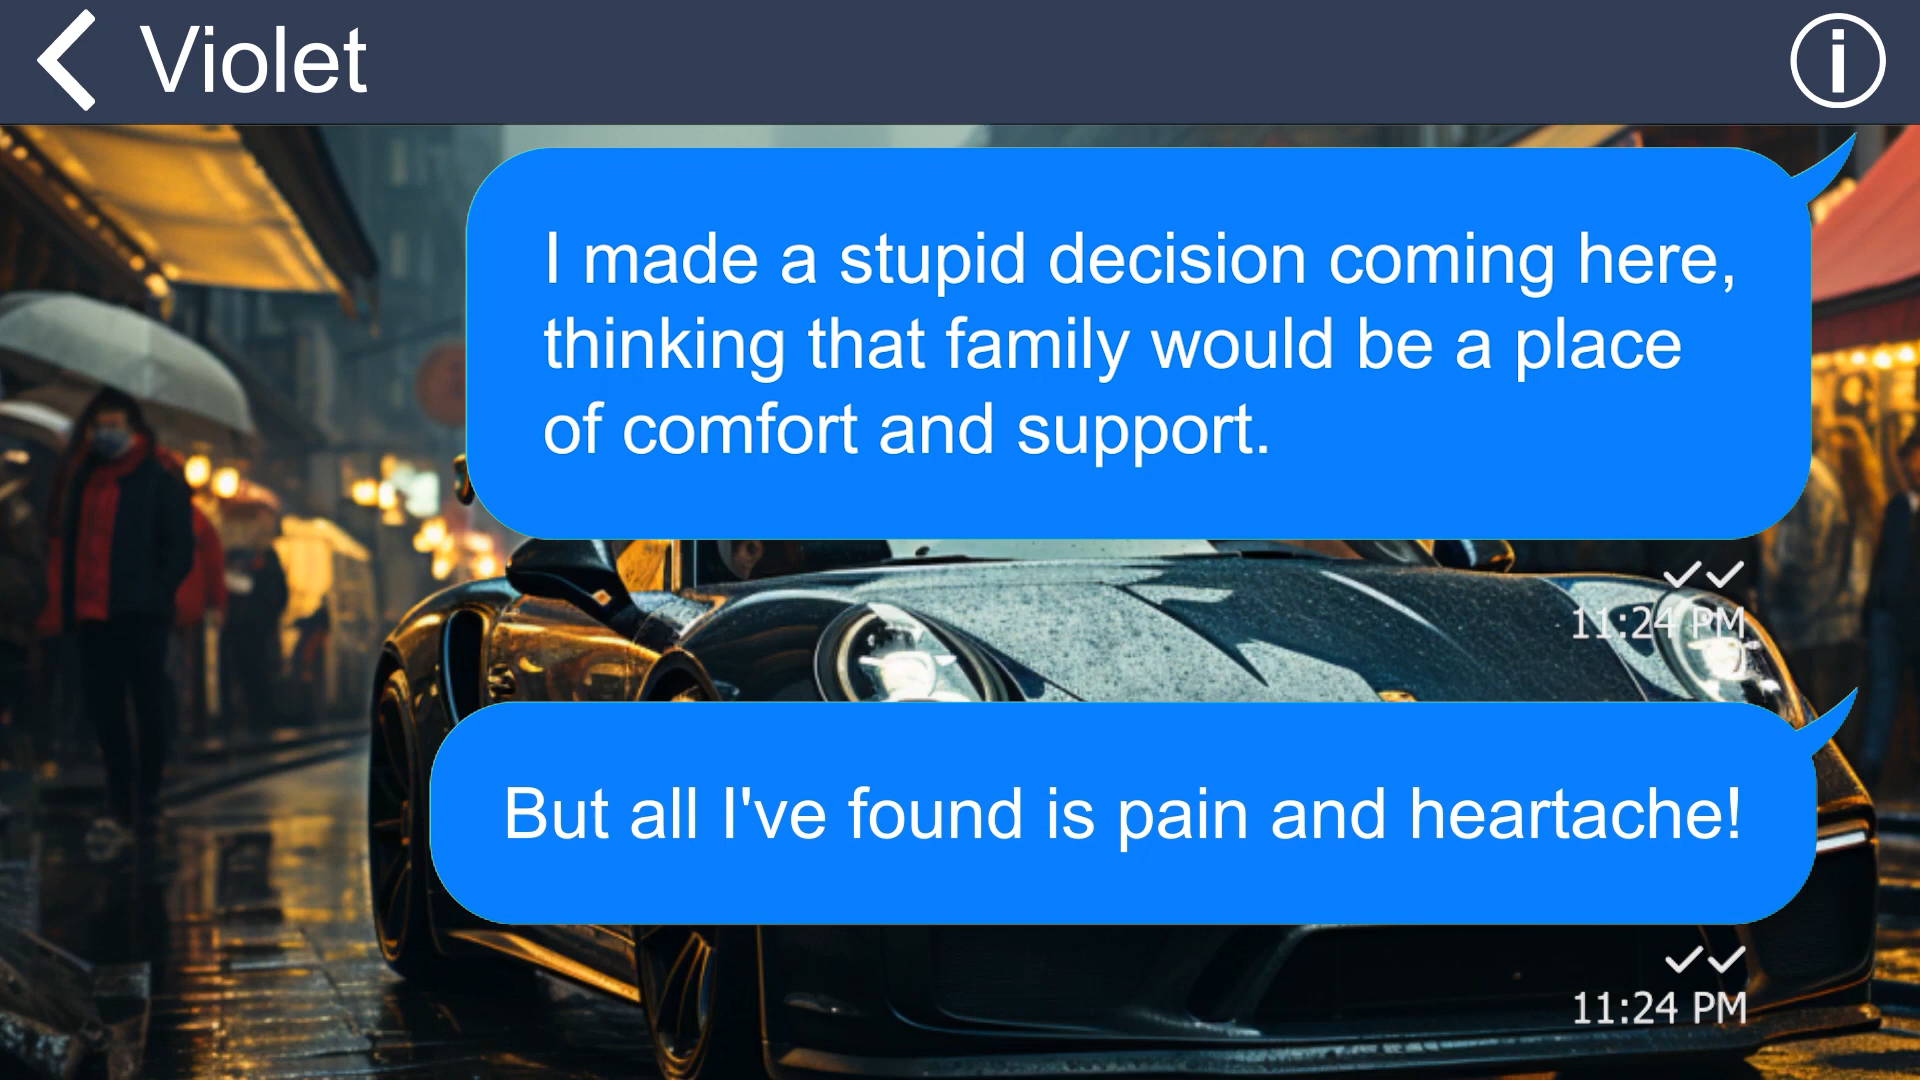 Violet
I made a stupid decision coming here,
thinking that family would be a place
of comfort and support.
11:24 PM
But all I've found is pain and heartache!
11:24 PM